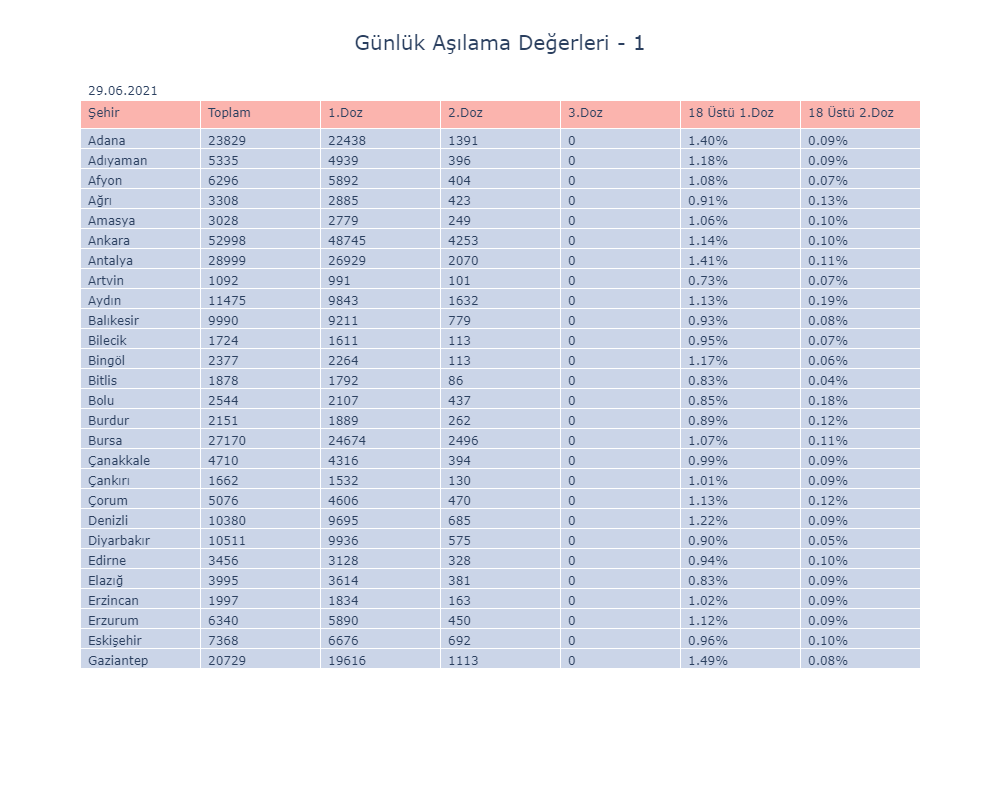 Günlük Aşılama Değerleri - 1
29.06.2021
Şehir Toplam 1.Doz 2.Doz 3.Doz 18 Üstü 1.Doz 18 Üstü 2.Doz
Adana 23829 22438 1391 0 1.40% 0.09%
Adıyaman 5335 4939 396 0 1.18% 0.09%
Afyon 6296 5892 404 0 1.08% 0.07%
Ağrı 3308 2885 423 0 0.91% 0.13%
Amasya 3028 2779 249 0 1.06% 0.10%
Ankara 52998 48745 4253 0 1.14% 0.10%
Antalya 28999 26929 2070 0 1.41% 0.11%
Artvin 1092 991 101 0 0.73% 0.07%
Aydın 11475 9843 1632 0 1.13% 0.19%
Balıkesir 9990 9211 779 0 0.93% 0.08%
Bilecik 1724 1611 113 0 0.95% 0.07%
Bingöl 2377 2264 113 0 1.17% 0.06%
Bitlis 1878 1792 86 0 0.83% 0.04%
Bolu 2544 2107 437 0 0.85% 0.18%
Burdur 2151 1889 262 0 0.89% 0.12%
Bursa 27170 24674 2496 0 1.07% 0.11%
Çanakkale 4710 4316 394 0 0.99% 0.09%
Çankırı 1662 1532 130 0 1.01% 0.09%
Çorum 5076 4606 470 0 1.13% 0.12%
Denizli 10380 9695 685 0 1.22% 0.09%
Diyarbakır 10511 9936 575 0 0.90% 0.05%
Edirne 3456 3128 328 0 0.94% 0.10%
Elazığ 3995 3614 381 0 0.83% 0.09%
Erzincan 1997 1834 163 0 1.02% 0.09%
Erzurum 6340 5890 450 0 1.12% 0.09%
Eskişehir 7368 6676 692 0 0.96% 0.10%
Gaziantep 20729 19616 1113 0 1.49% 0.08%